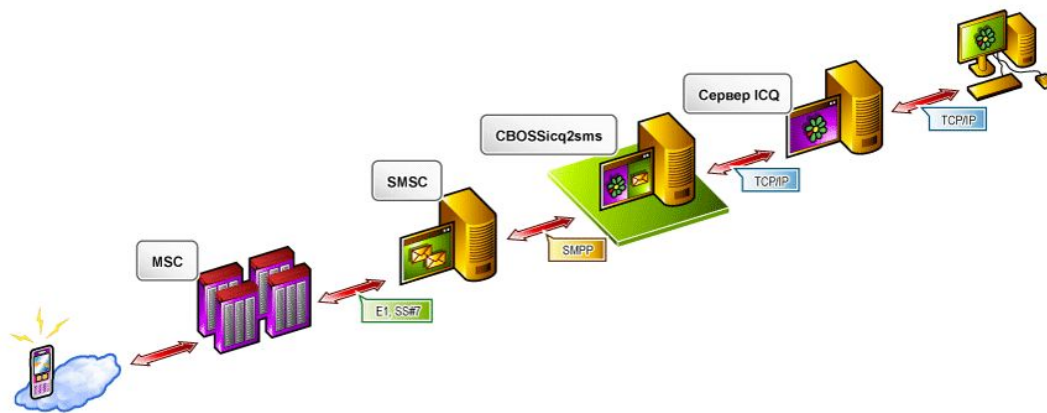 Сервер ICQ
TCP/IP
CBOSSicq2sms
TCP/IP
SMSC
SMPP
MSC
E1, SS#7